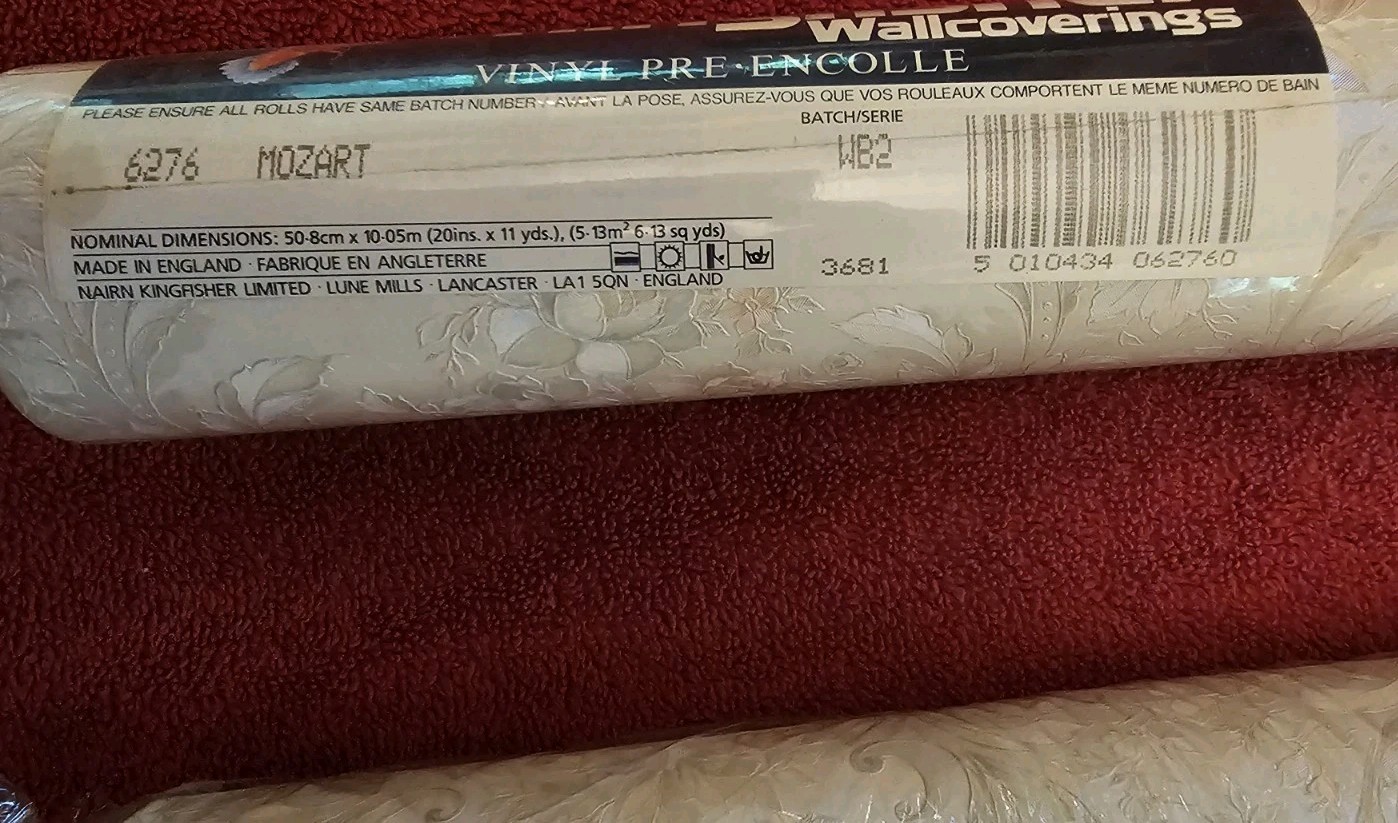 Wallcoverings
VINYL PRE·ENCOLLE
PLEASE ENSURE ALL ROLLS HAVE SAME BATCH NUMBER · AVANT LA POSE, ASSUREZ-VOUS QUE VOS ROULEAUX COMPORTENT LE MEME NUMERO DE BAIN
BATCH/SERIE
6276 MOZART WB2
NOMINAL DIMENSIONS: 50·8cm x 10·05m (20ins. x 11 yds.), (5·13m² 6·13 sq yds)
MADE IN ENGLAND · FABRIQUE EN ANGLETERRE
NAIRN KINGFISHER LIMITED · LUNE MILLS · LANCASTER · LA1 5QN · ENGLAND
3681 5 010434 062760